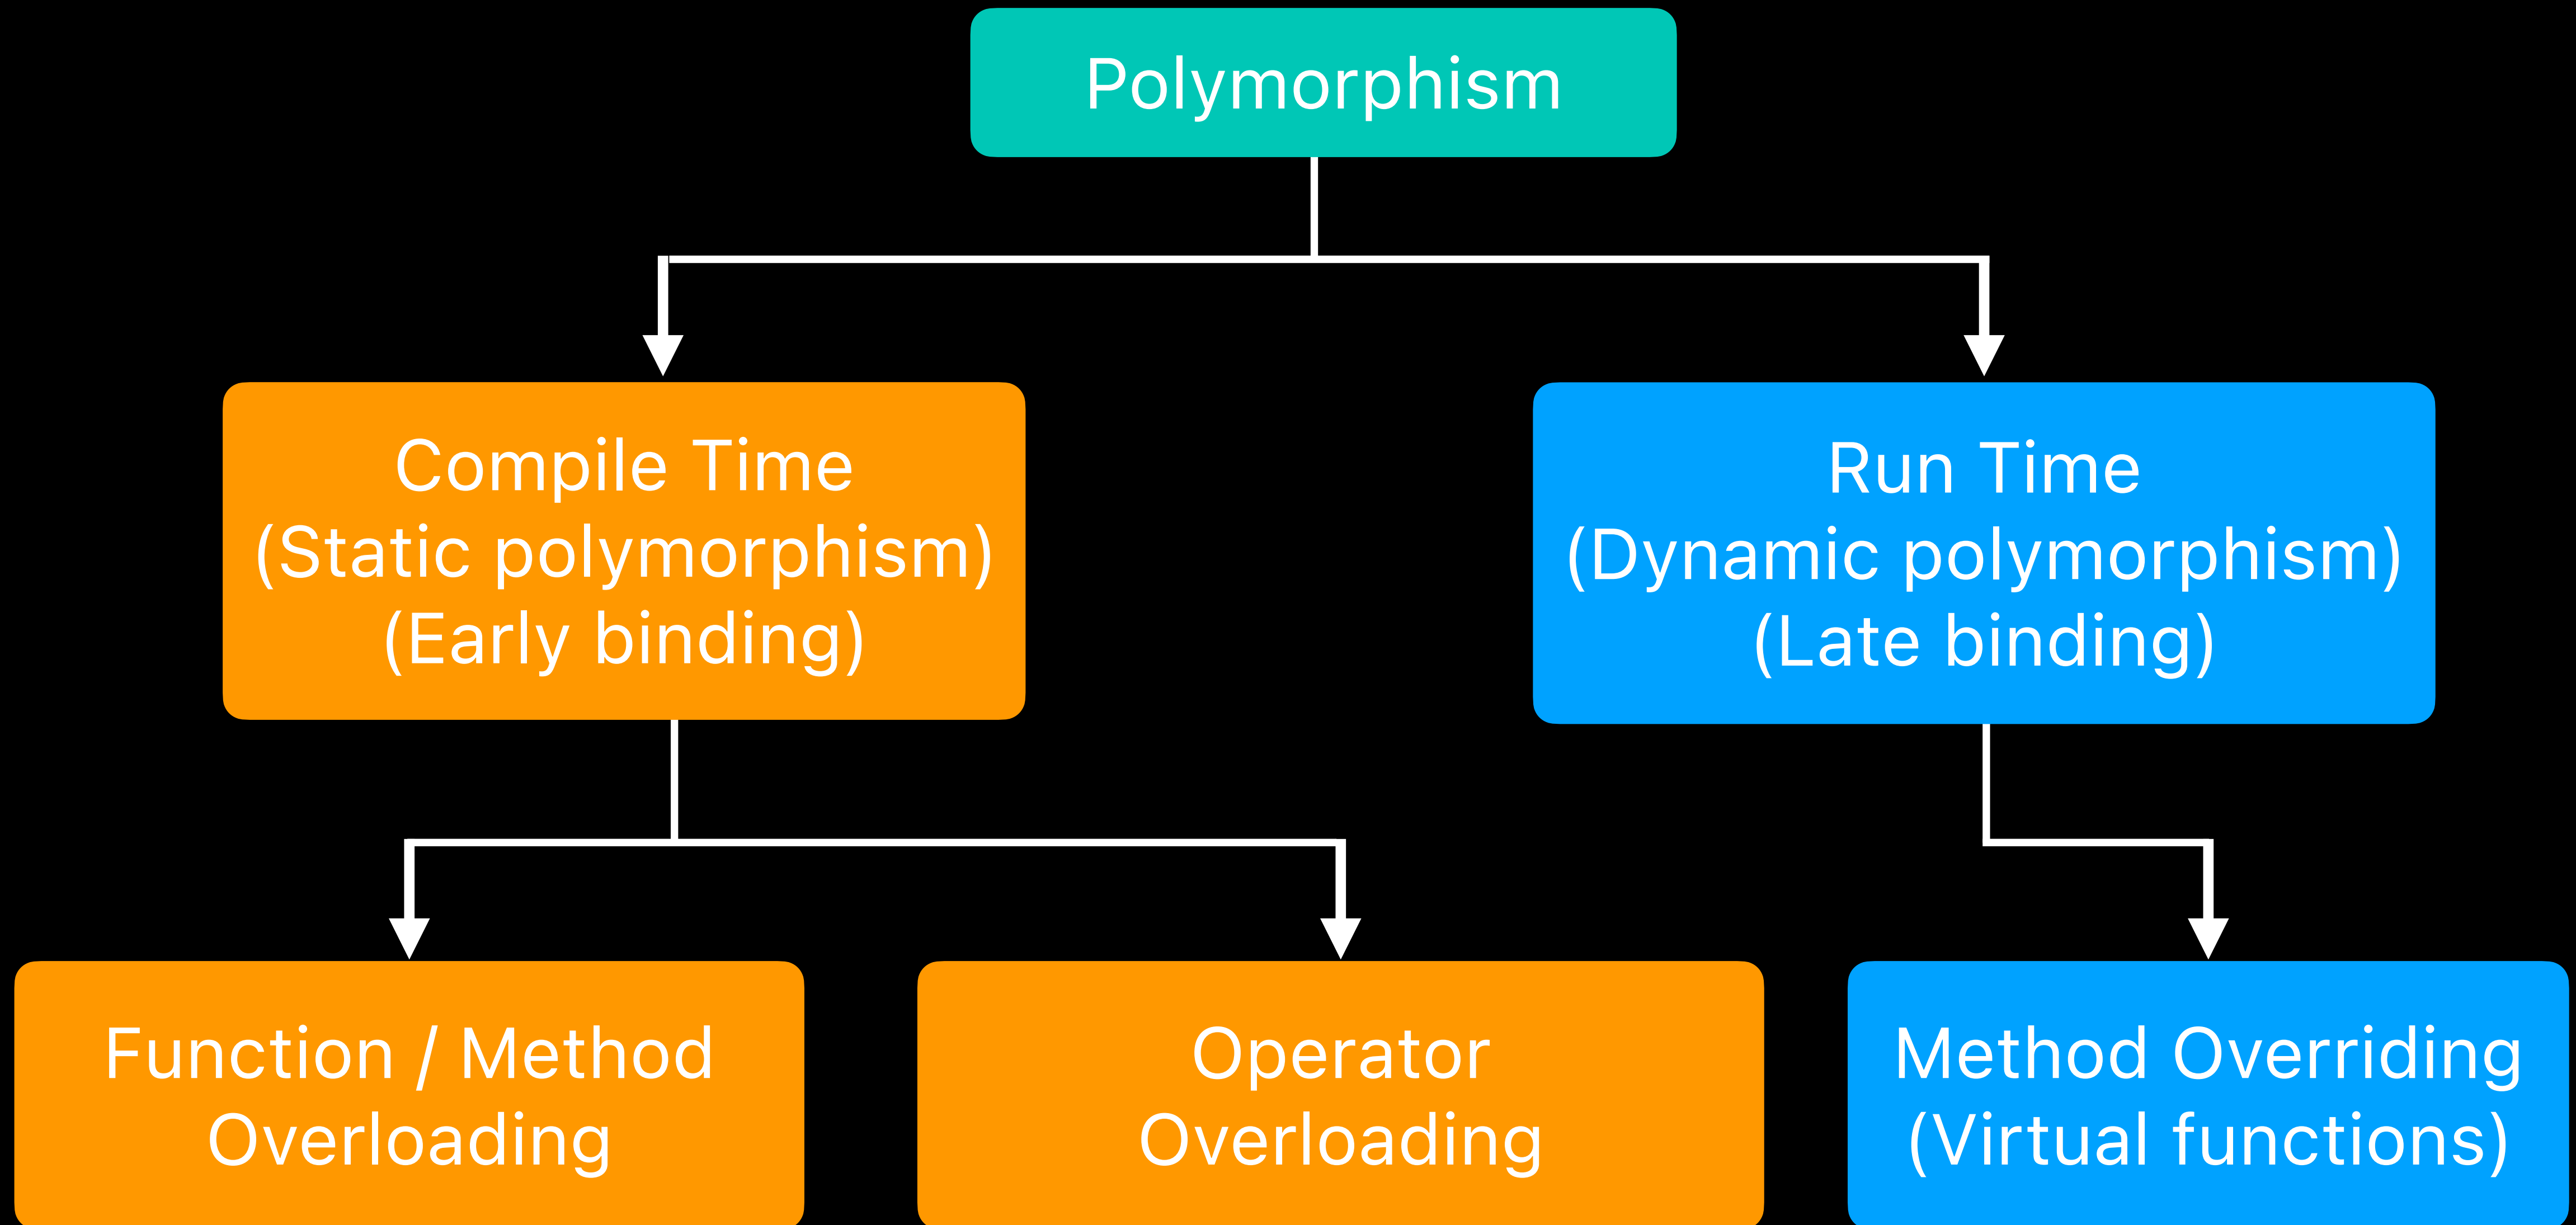 Polymorphism
Compile Time
(Static polymorphism)
(Early binding)
Run Time
(Dynamic polymorphism)
(Late binding)
Function / Method
Overloading
Operator
Overloading
Method Overriding
(Virtual functions)